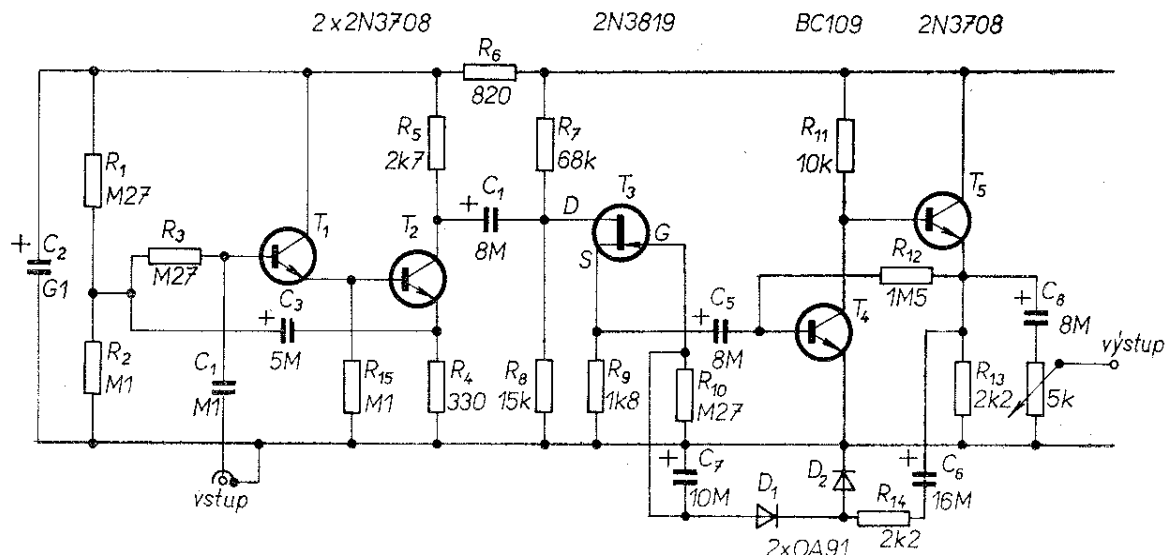 2x2N3708 2N3819 BC109 2N3708
R6
820
R5
2k7
R7
68k
R11
10k
R1
M27
C1
8M
T3
D
G
S
T5
T1
T2
R3
M27
C2
G1
+
C3
5M
+
+
R12
1M5
C5
8M
+
T4
C8
8M
+
výstup
R2
M1
C1
M1
R15
M1
R4
330
R8
15k
R9
1k8
R10
M27
R13
2k2
5k
vstup
C7
10M
+
D1
D2
R14
2k2
C6
16M
+
2xOA91